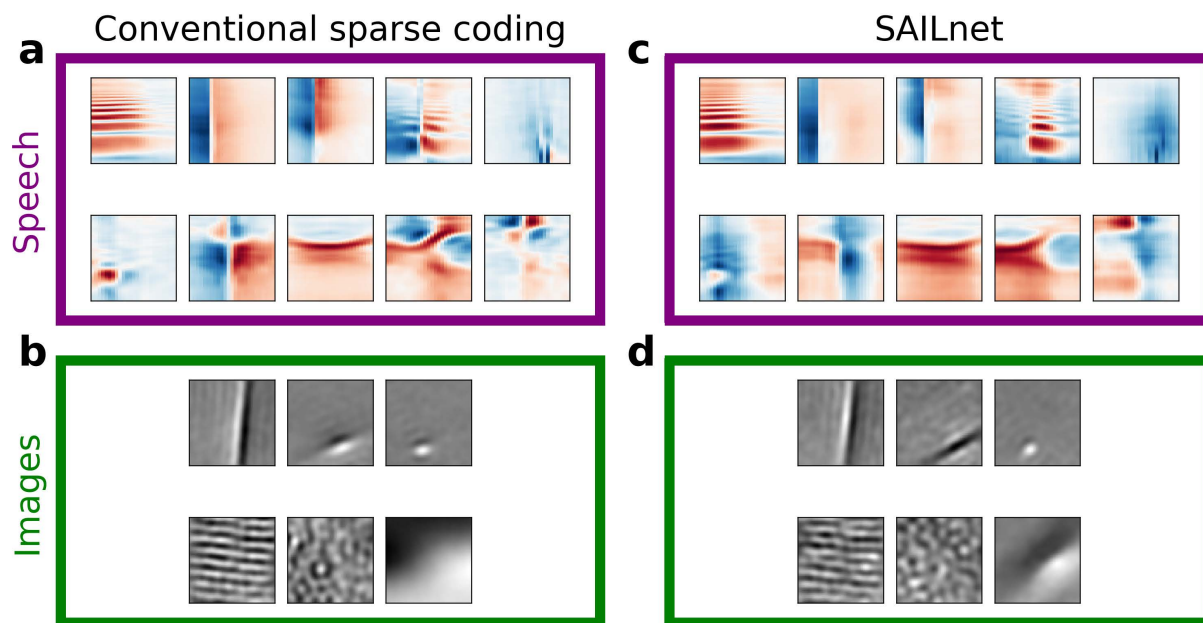 Conventional sparse coding
SAILnet
a
c
Speech
b
d
Images